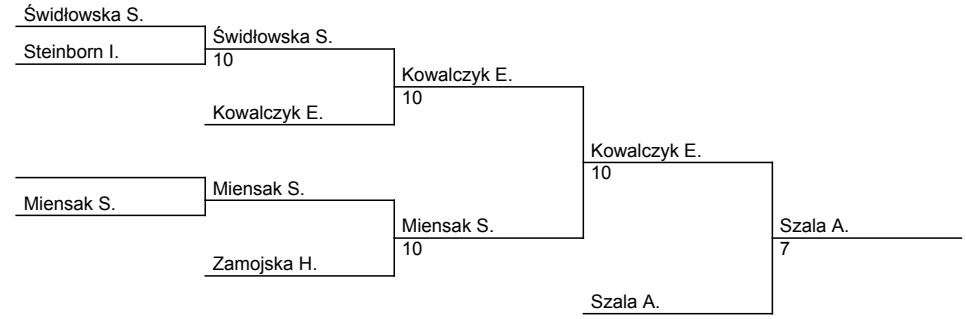 Świdłowska S.
Steinborn I.
Świdłowska S.
10
Kowalczyk E.
Kowalczyk E.
10
Miensak S.
Miensak S.
Zamojska H.
Miensak S.
10
Kowalczyk E.
10
Szala A.
Szala A.
7